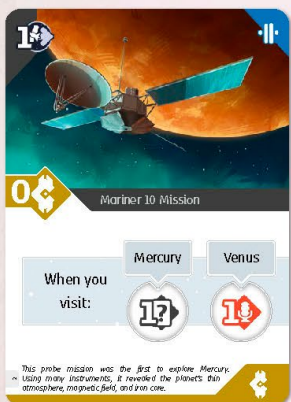 1
0
Mariner 10 Mission
When you
visit:
Mercury
Venus
1?
1
This probe mission was the first to explore Mercury.
~ Using many instruments, it revealed the planet's thin
atmosphere, magnetic field, and iron core.